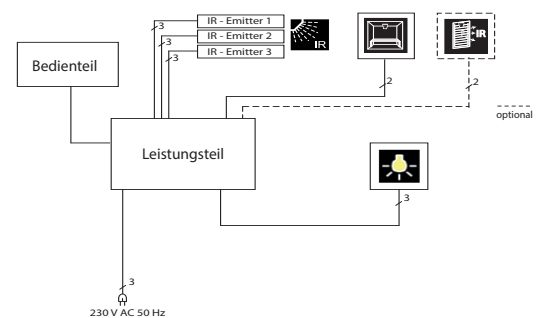 IR - Emitter 1
3
IR - Emitter 2
3
IR - Emitter 3
3
IR
IR
Bedienteil
2
2
optional
Leistungsteil
3
3
230 V AC 50 Hz